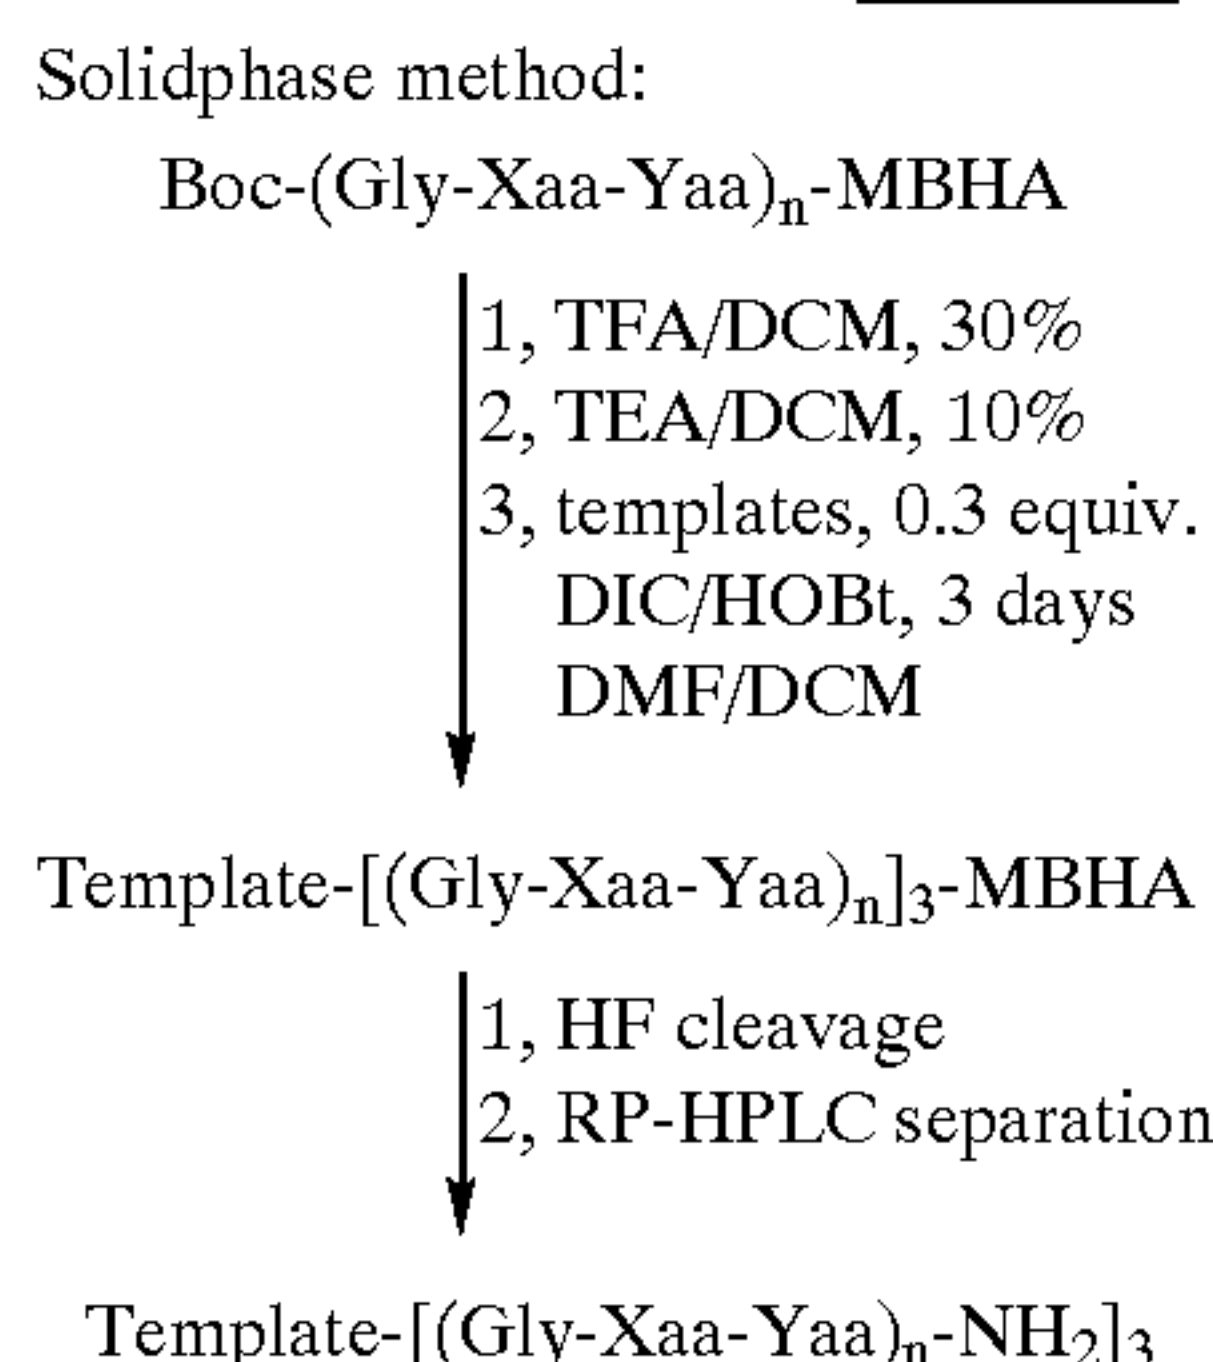 Solidphase method:
Boc-(Gly-Xaa-Yaa)n-MBHA
1, TFA/DCM, 30%
2, TEA/DCM, 10%
3, templates, 0.3 equiv.
DIC/HOBt, 3 days
DMF/DCM
Template-[(Gly-Xaa-Yaa)n]3-MBHA
1, HF cleavage
2, RP-HPLC separation
Template-[(Gly-Xaa-Yaa)n-NH2]3